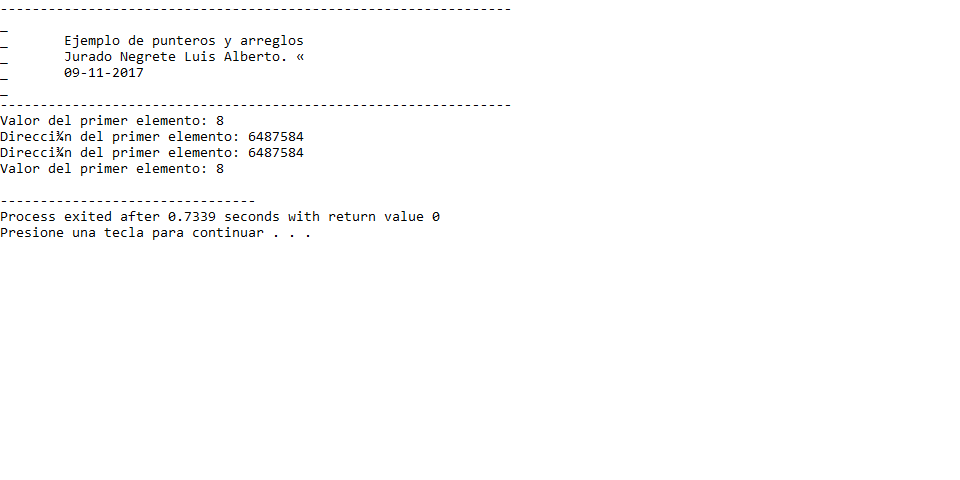 ----------------------------------------------------------------
_
_       Ejemplo de punteros y arreglos
_       Jurado Negrete Luis Alberto. «
_       09-11-2017
_
----------------------------------------------------------------
Valor del primer elemento: 8
Direcci¾n del primer elemento: 6487584
Direcci¾n del primer elemento: 6487584
Valor del primer elemento: 8

--------------------------------
Process exited after 0.7339 seconds with return value 0
Presione una tecla para continuar . . .